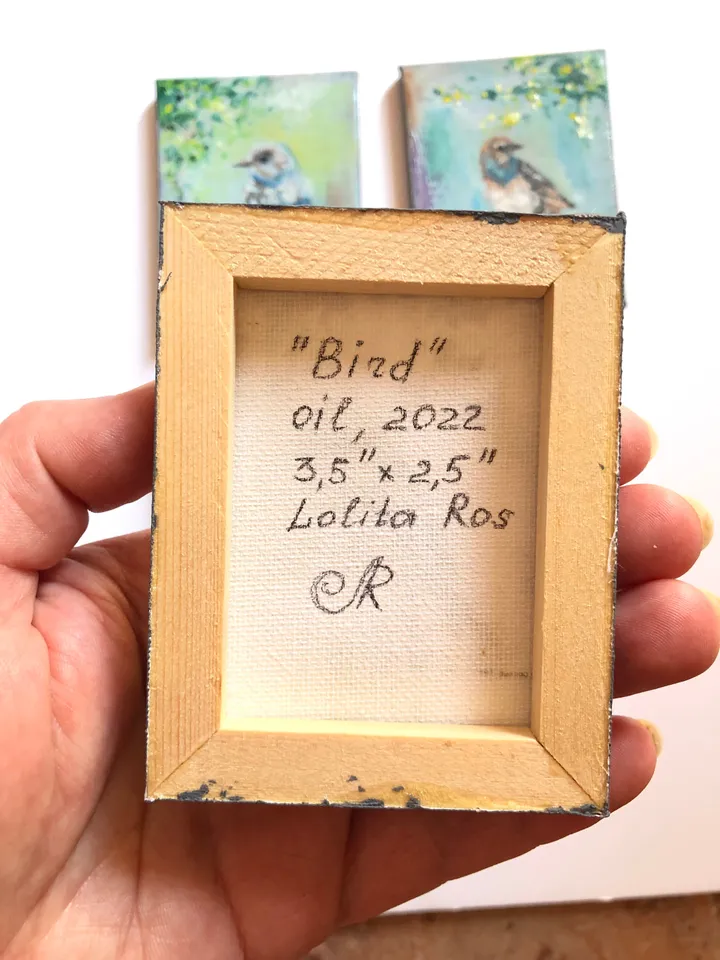 "Bird"
oil, 2022
3,5" x 2,5"
Lolita Ros